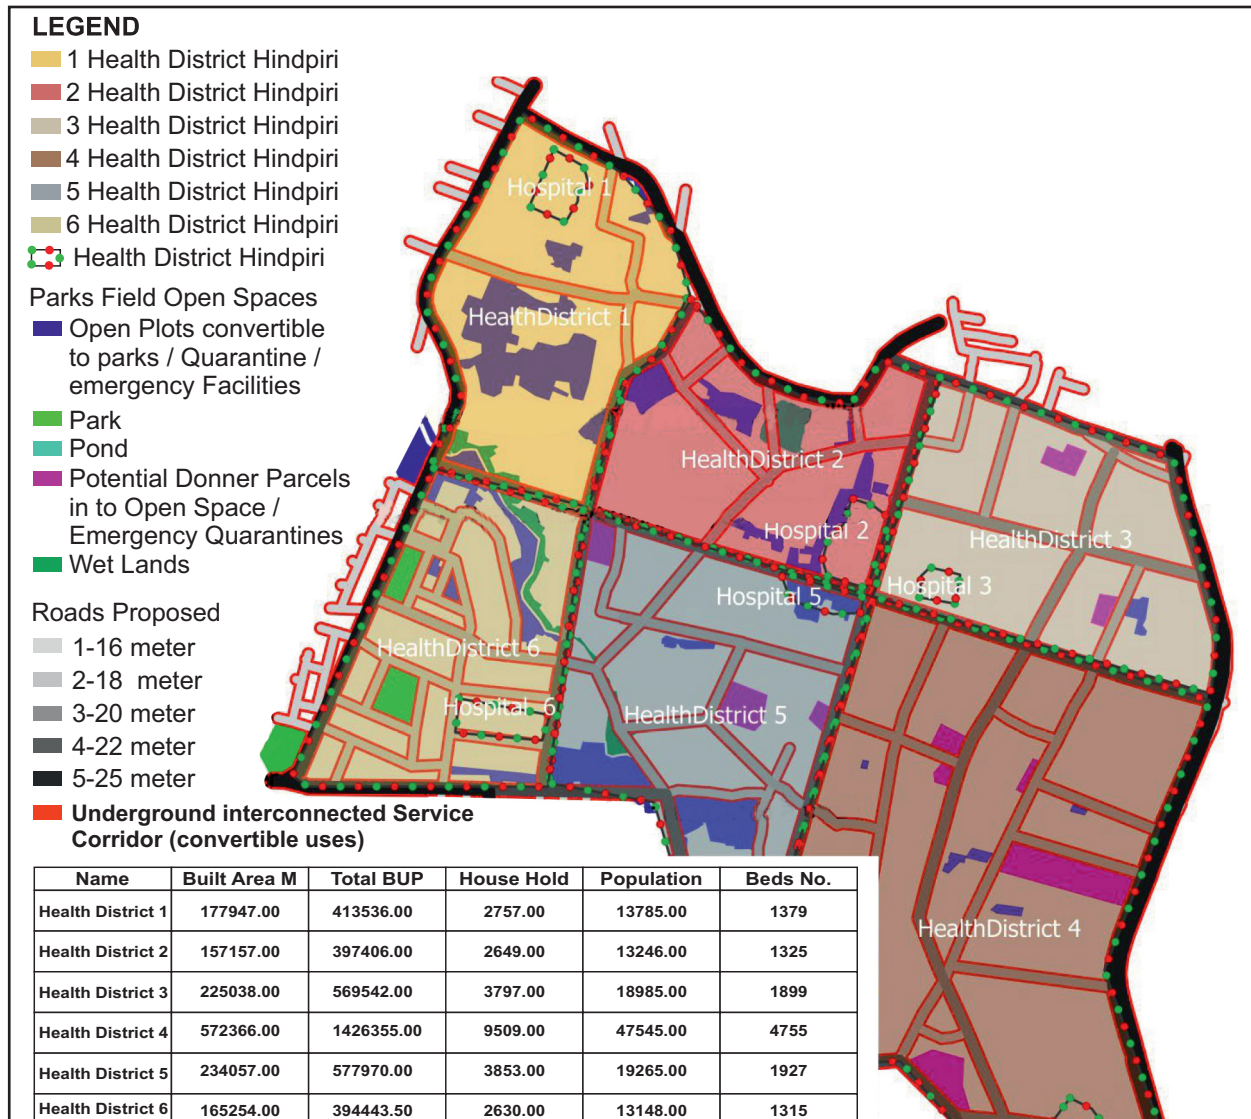 LEGEND
1 Health District Hindpiri
2 Health District Hindpiri
3 Health District Hindpiri
4 Health District Hindpiri
5 Health District Hindpiri
6 Health District Hindpiri
Health District Hindpiri
Parks Field Open Spaces
Open Plots convertible
to parks / Quarantine /
emergency Facilities
Park
Pond
Potential Donner Parcels
in to Open Space /
Emergency Quarantines
Wet Lands
Roads Proposed
1-16 meter
2-18 meter
3-20 meter
4-22 meter
5-25 meter
Underground interconnected Service
Corridor (convertible uses)
Hospital 1
HealthDistrict 1
HealthDistrict 2
Hospital 2
HealthDistrict 3
Hospital 3
Hospital 5
HealthDistrict 6
Hospital 6
HealthDistrict 5
HealthDistrict 4
Name Built Area M Total BUP House Hold Population Beds No.
Health District 1 177947.00 413536.00 2757.00 13785.00 1379
Health District 2 157157.00 397406.00 2649.00 13246.00 1325
Health District 3 225038.00 569542.00 3797.00 18985.00 1899
Health District 4 572366.00 1426355.00 9509.00 47545.00 4755
Health District 5 234057.00 577970.00 3853.00 19265.00 1927
Health District 6 165254.00 394443.50 2630.00 13148.00 1315